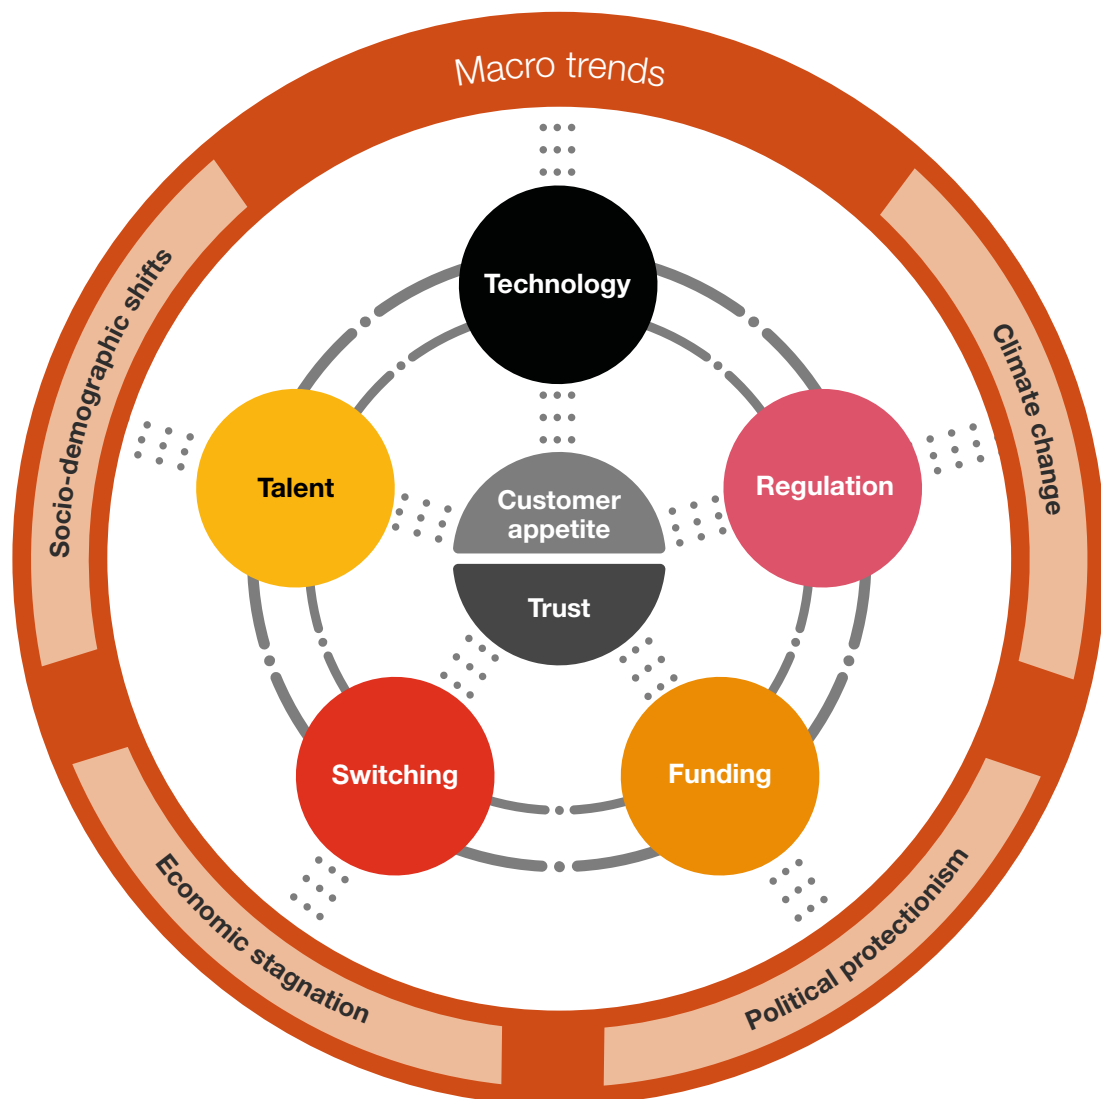 Macro trends
Socio-demographic shifts
Climate change
Technology
Talent
Regulation
Customer
appetite
Trust
Switching
Funding
Economic stagnation
Political protectionism